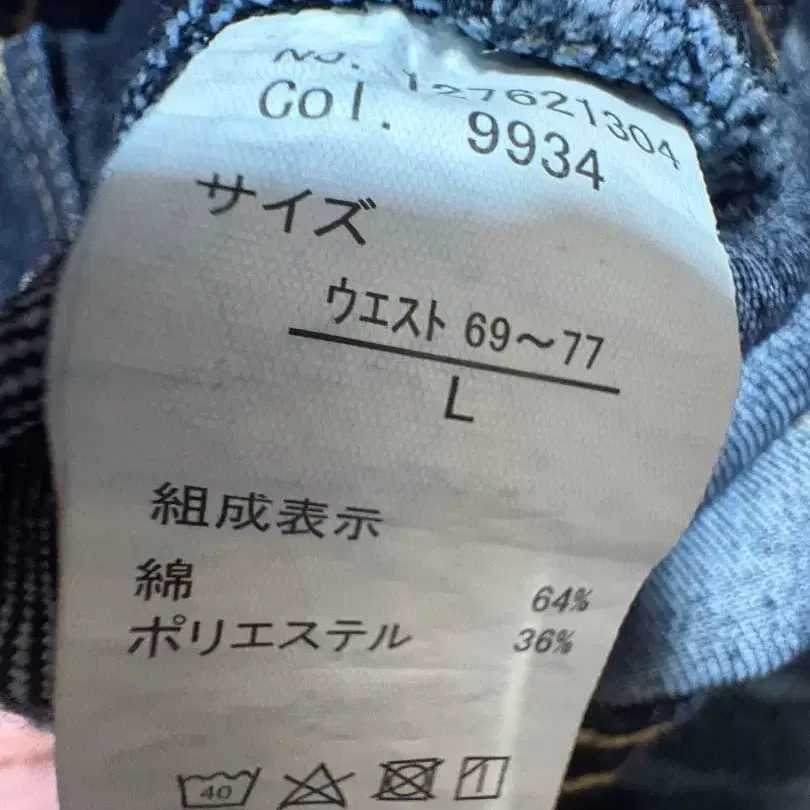 No. 127621304
Col. 9934
サイズ
ウエスト 69～77
L
組成表示
綿 64%
ポリエステル 36%
40